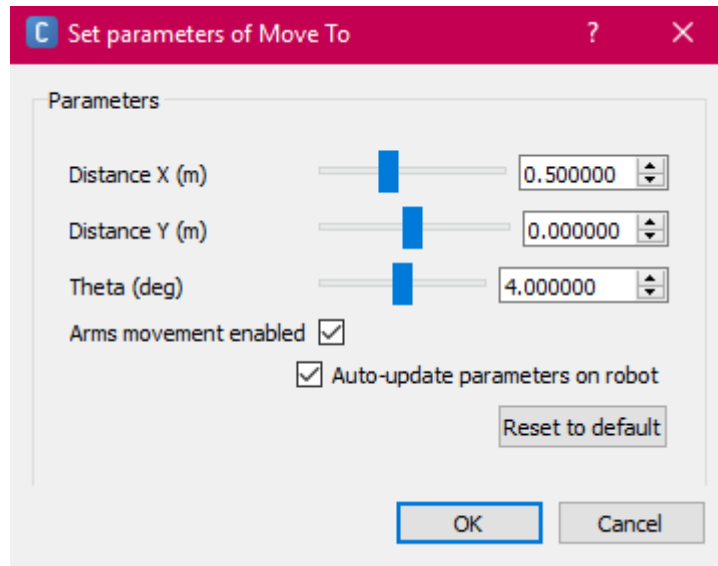 C Set parameters of Move To ?
Parameters
Distance X (m) 0.500000
Distance Y (m) 0.000000
Theta (deg) 4.000000
Arms movement enabled
Auto-update parameters on robot
Reset to default
OK Cancel